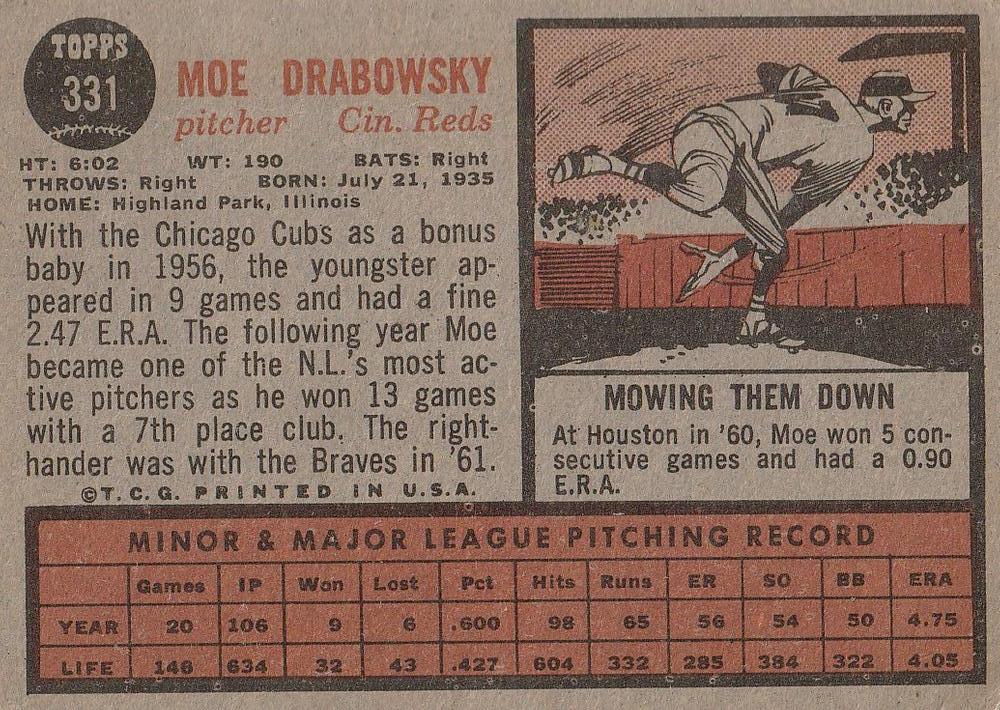 TOPPS
331
MOE DRABOWSKY
pitcher Cin. Reds
HT: 6:02 WT: 190 BATS: Right
THROWS: Right BORN: July 21, 1935
HOME: Highland Park, Illinois
With the Chicago Cubs as a bonus
baby in 1956, the youngster ap-
peared in 9 games and had a fine
2.47 E.R.A. The following year Moe
became one of the N.L.'s most ac-
tive pitchers as he won 13 games
with a 7th place club. The right-
hander was with the Braves in '61.
©T.C.G. PRINTED IN U.S.A.
MOWING THEM DOWN
At Houston in '60, Moe won 5 con-
secutive games and had a 0.90
E.R.A.
MINOR & MAJOR LEAGUE PITCHING RECORD
Games IP Won Lost Pct Hits Runs ER SO BB ERA
YEAR 20 106 9 6 .600 98 65 56 54 50 4.75
LIFE 146 634 32 43 .427 604 332 285 384 322 4.05